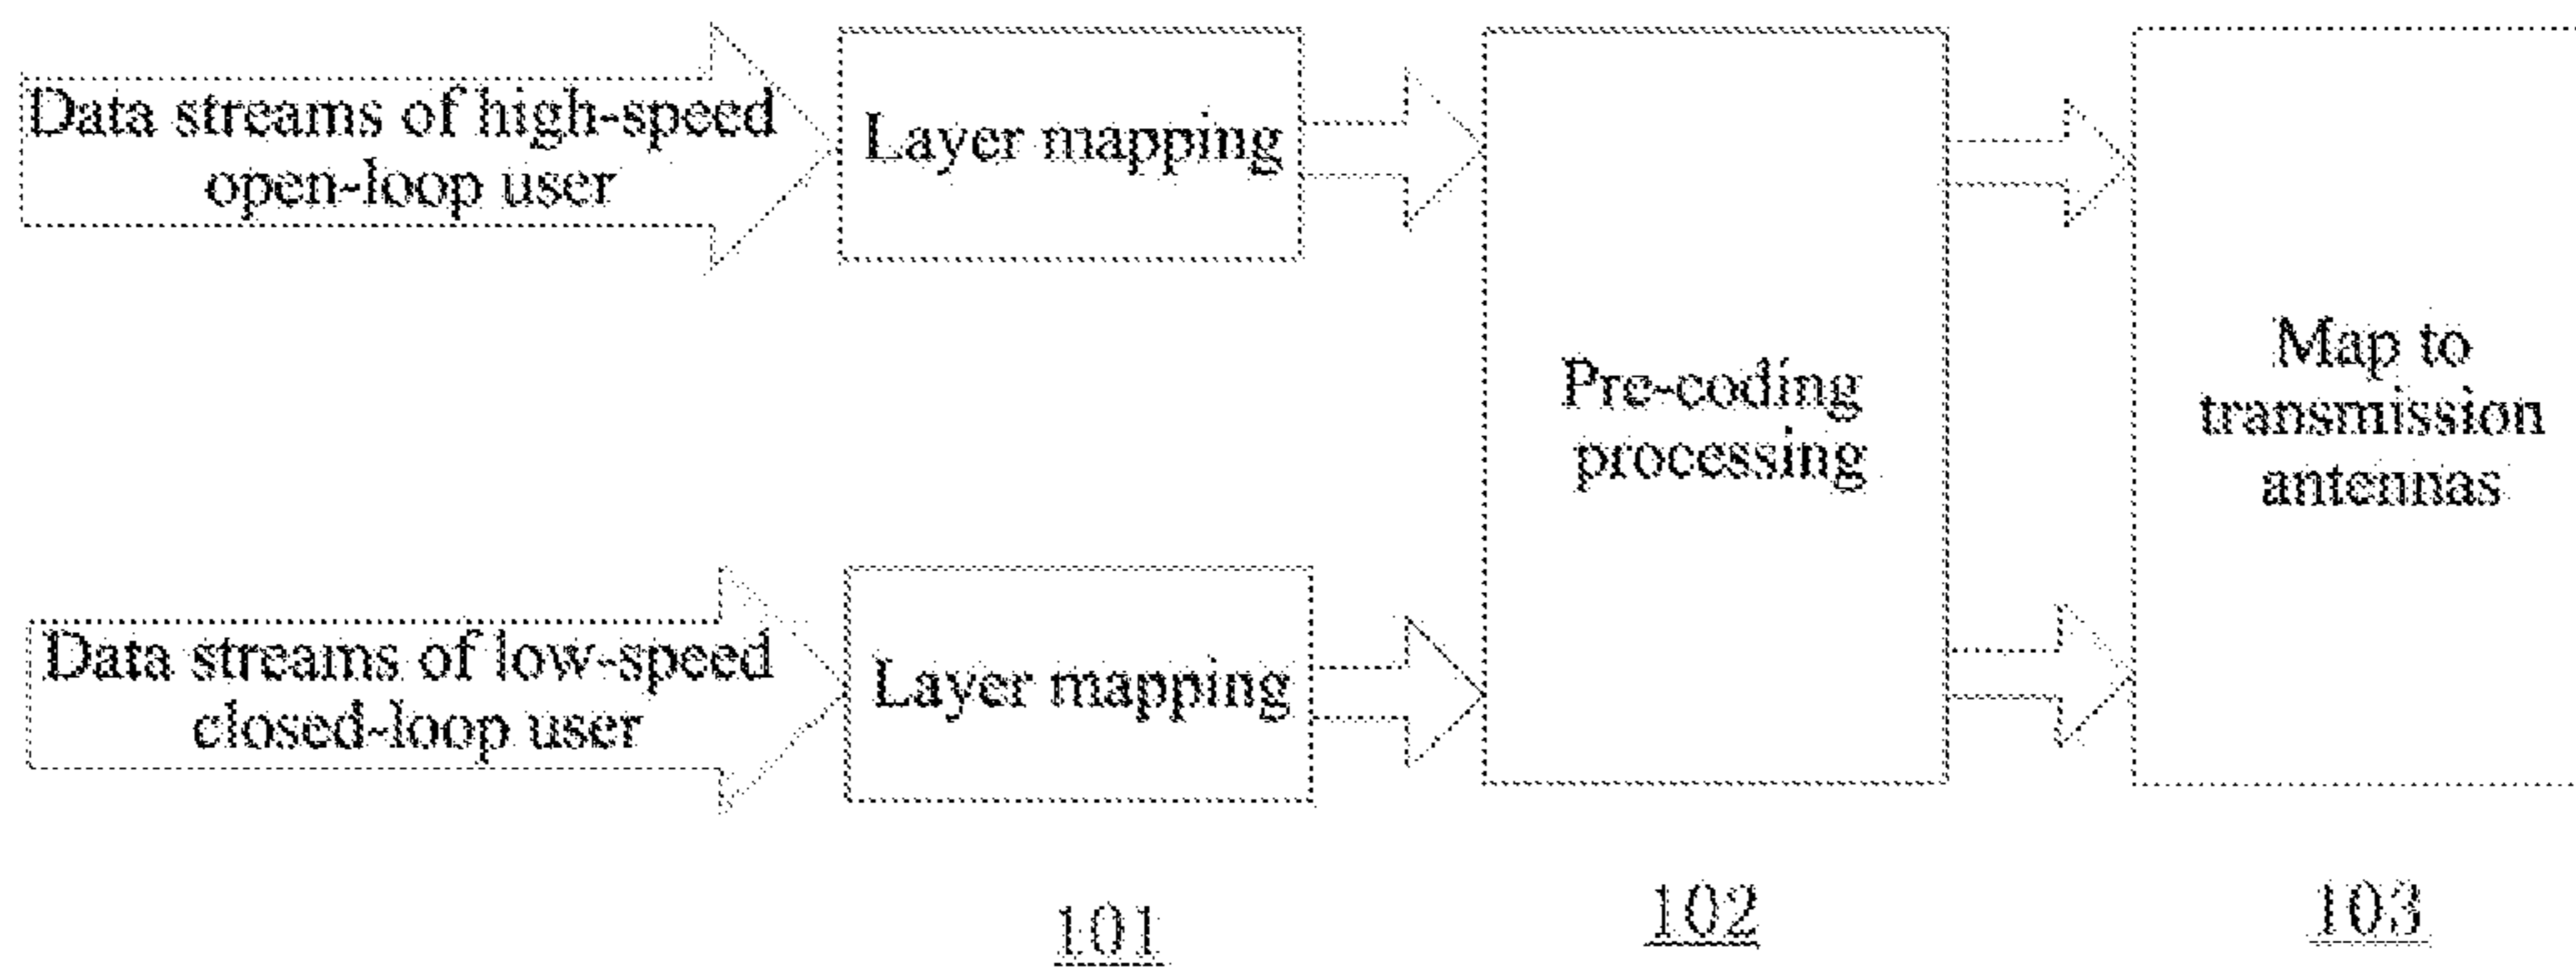 Data streams of high-speed
open-loop user
Layer mapping
Pre-coding
processing
Map to
transmission
antennas
Data streams of low-speed
closed-loop user
Layer mapping
101
102
103